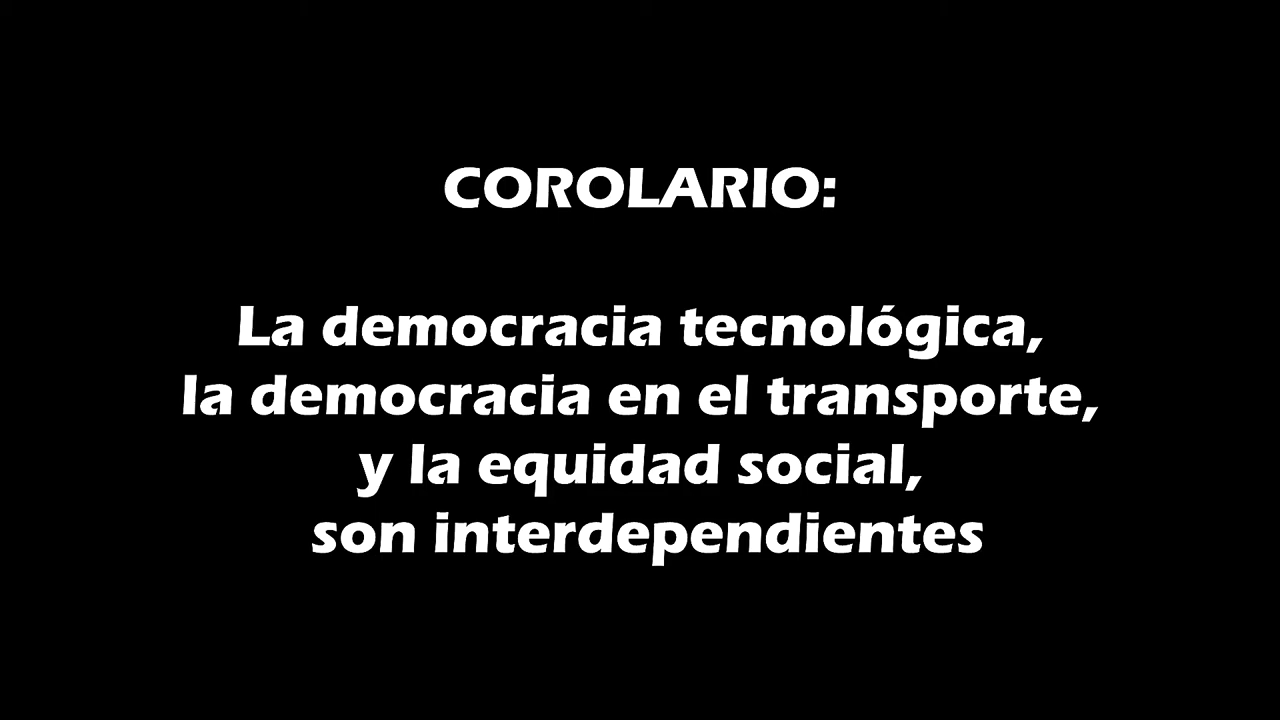 COROLARIO:
La democracia tecnológica,
la democracia en el transporte,
y la equidad social,
son interdependientes